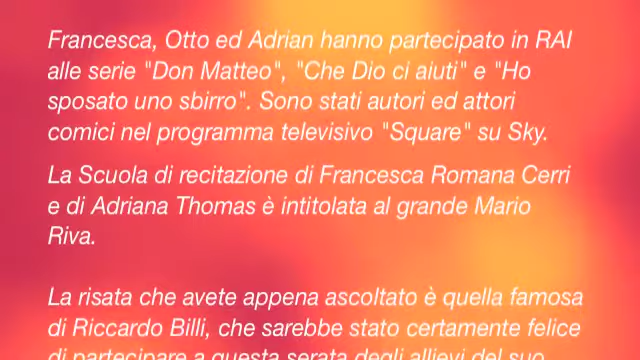 Francesca, Otto ed Adrian hanno partecipato in RAI
alle serie "Don Matteo", "Che Dio ci aiuti" e "Ho
sposato uno sbirro". Sono stati autori ed attori
comici nel programma televisivo "Square" su Sky.
La Scuola di recitazione di Francesca Romana Cerri
e di Adriana Thomas è intitolata al grande Mario
Riva.
La risata che avete appena ascoltato è quella famosa
di Riccardo Billi, che sarebbe stato certamente felice
di partecipare a questa serata degli allievi del suo